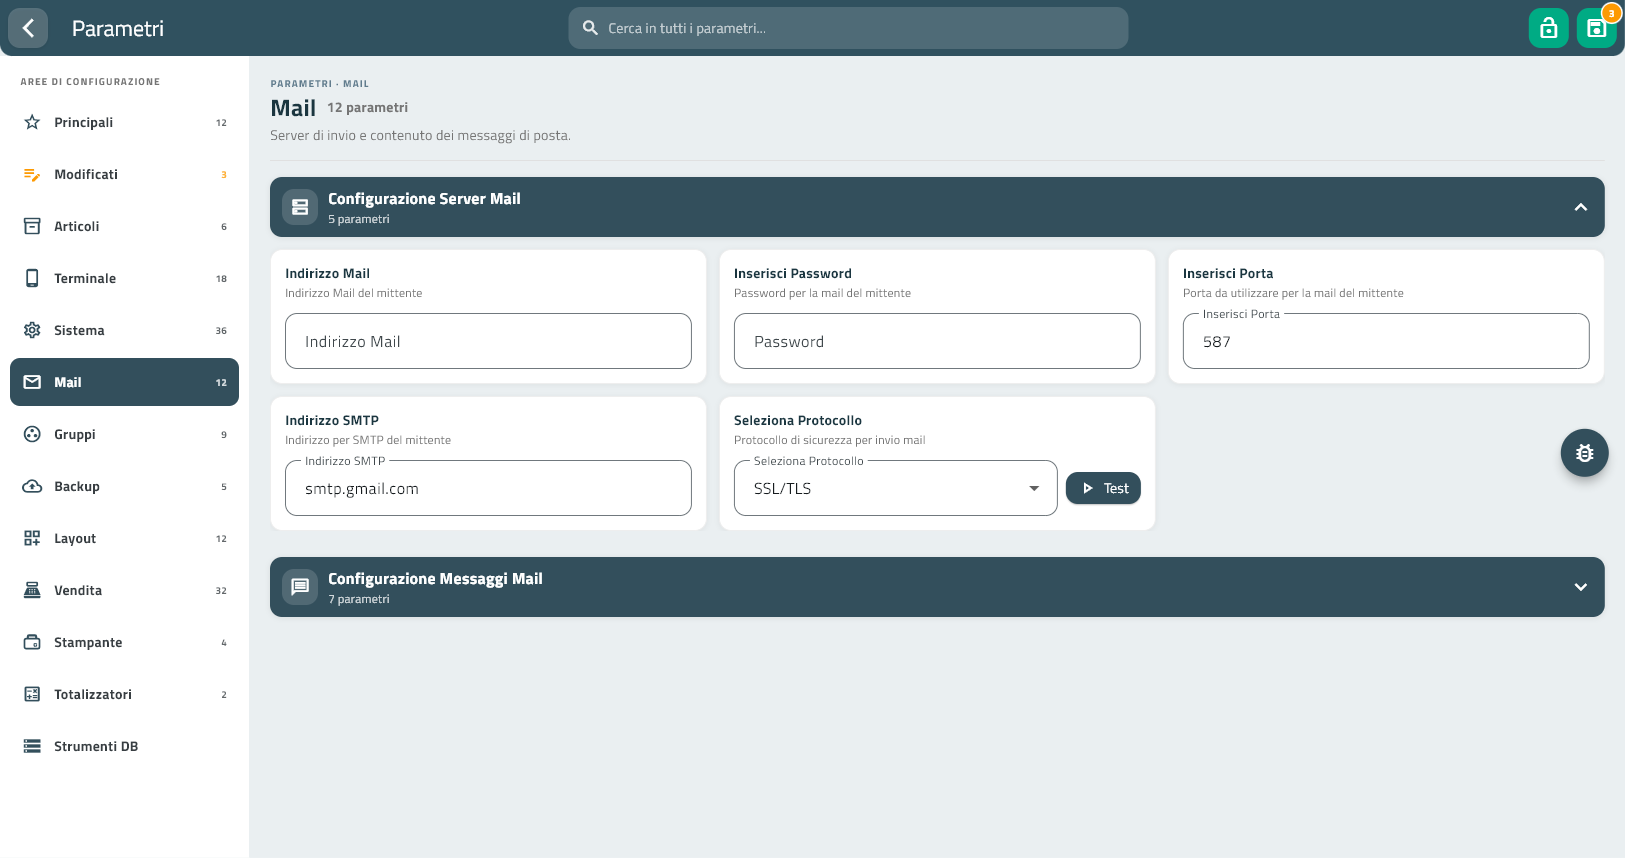 Parametri
Cerca in tutti i parametri...
3
AREE DI CONFIGURAZIONE
Principali 12
Modificati 3
Articoli 6
Terminale 18
Sistema 36
Mail 12
Gruppi 9
Backup 5
Layout 12
Vendita 32
Stampante 4
Totalizzatori 2
Strumenti DB
PARAMETRI · MAIL
Mail 12 parametri
Server di invio e contenuto dei messaggi di posta.
Configurazione Server Mail
5 parametri
Indirizzo Mail
Indirizzo Mail del mittente
Indirizzo Mail
Inserisci Password
Password per la mail del mittente
Password
Inserisci Porta
Porta da utilizzare per la mail del mittente
Inserisci Porta
587
Indirizzo SMTP
Indirizzo per SMTP del mittente
Indirizzo SMTP
smtp.gmail.com
Seleziona Protocollo
Protocollo di sicurezza per invio mail
Seleziona Protocollo
SSL/TLS
Test
Configurazione Messaggi Mail
7 parametri